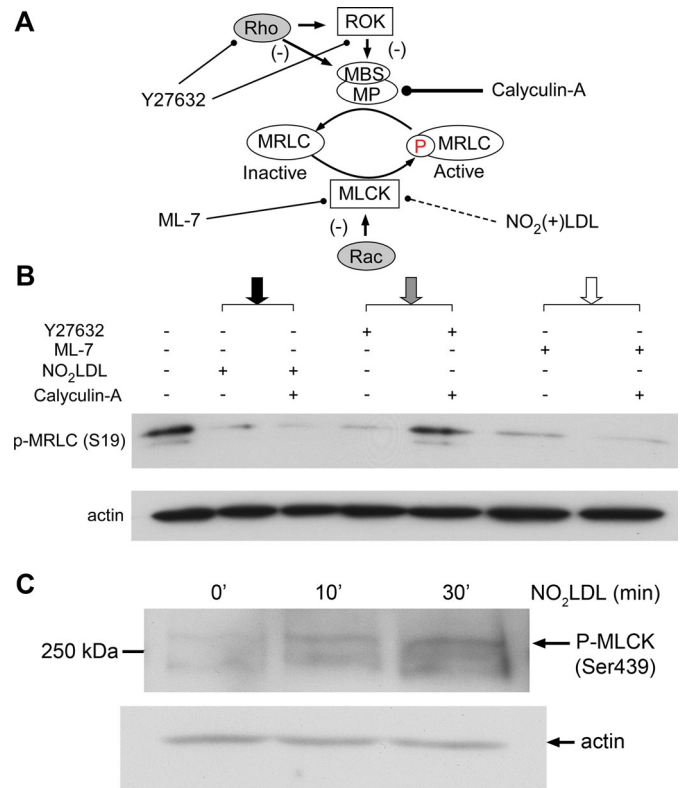 A
Rho
ROK
(-)
(-)
MBS
MP
Y27632
Calyculin-A
MRLC
P MRLC
Inactive
Active
MLCK
ML-7
(-)
NO2(+)LDL
Rac
B
Y27632 - - - + + - -
ML-7 - - - - - + +
NO2LDL - + + - - - -
Calyculin-A - - + - + - +
p-MRLC (S19)
actin
C
0' 10' 30' NO2LDL (min)
250 kDa
P-MLCK
(Ser439)
actin